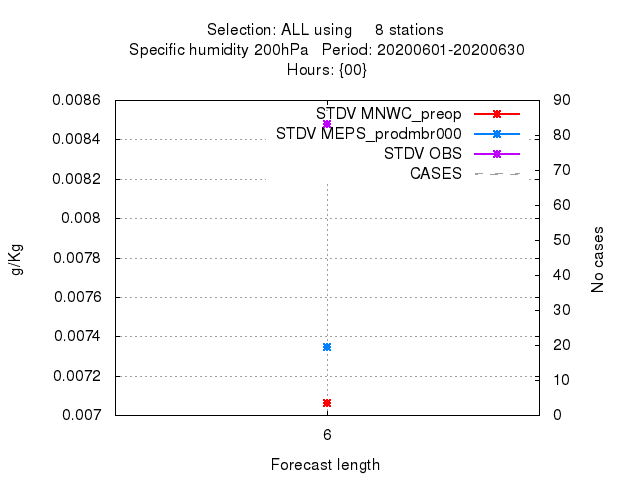 Selection: ALL using 8 stations
Specific humidity 200hPa Period: 20200601-20200630
Hours: {00}
0.0086
0.0084
0.0082
0.008
0.0078
0.0076
0.0074
0.0072
0.007
g/Kg
STDV MNWC_preop
STDV MEPS_prodmbr000
STDV OBS
CASES
90
80
70
60
50
40
30
20
10
0
No cases
6
Forecast length